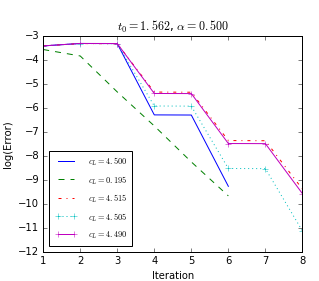 t₀ = 1.562, α = 0.500
−3
−4
−5
−6
−7
−8
−9
−10
−11
−12
log(Error)
c_L = 4.500
c_L = 0.195
c_L = 4.515
c_L = 4.505
c_L = 4.490
1 2 3 4 5 6 7 8
Iteration